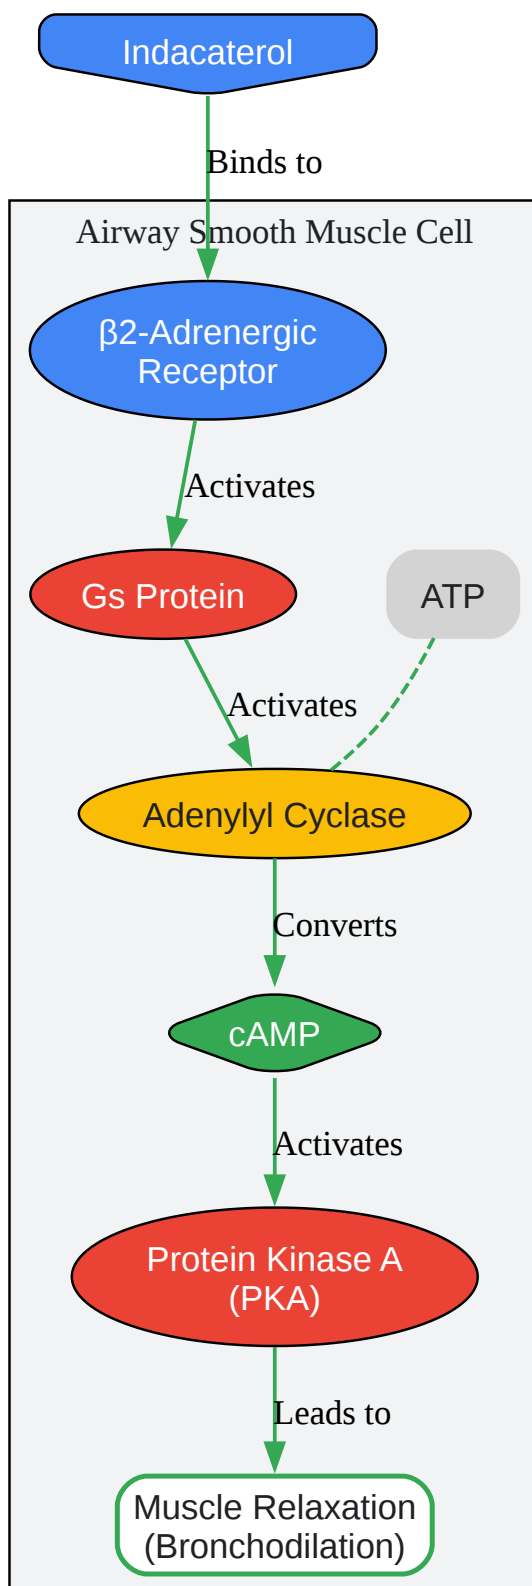 Indacaterol
Binds to
Airway Smooth Muscle Cell
β2-Adrenergic
Receptor
Activates
Gs Protein
ATP
Activates
Adenylyl Cyclase
Converts
cAMP
Activates
Protein Kinase A
(PKA)
Leads to
Muscle Relaxation
(Bronchodilation)